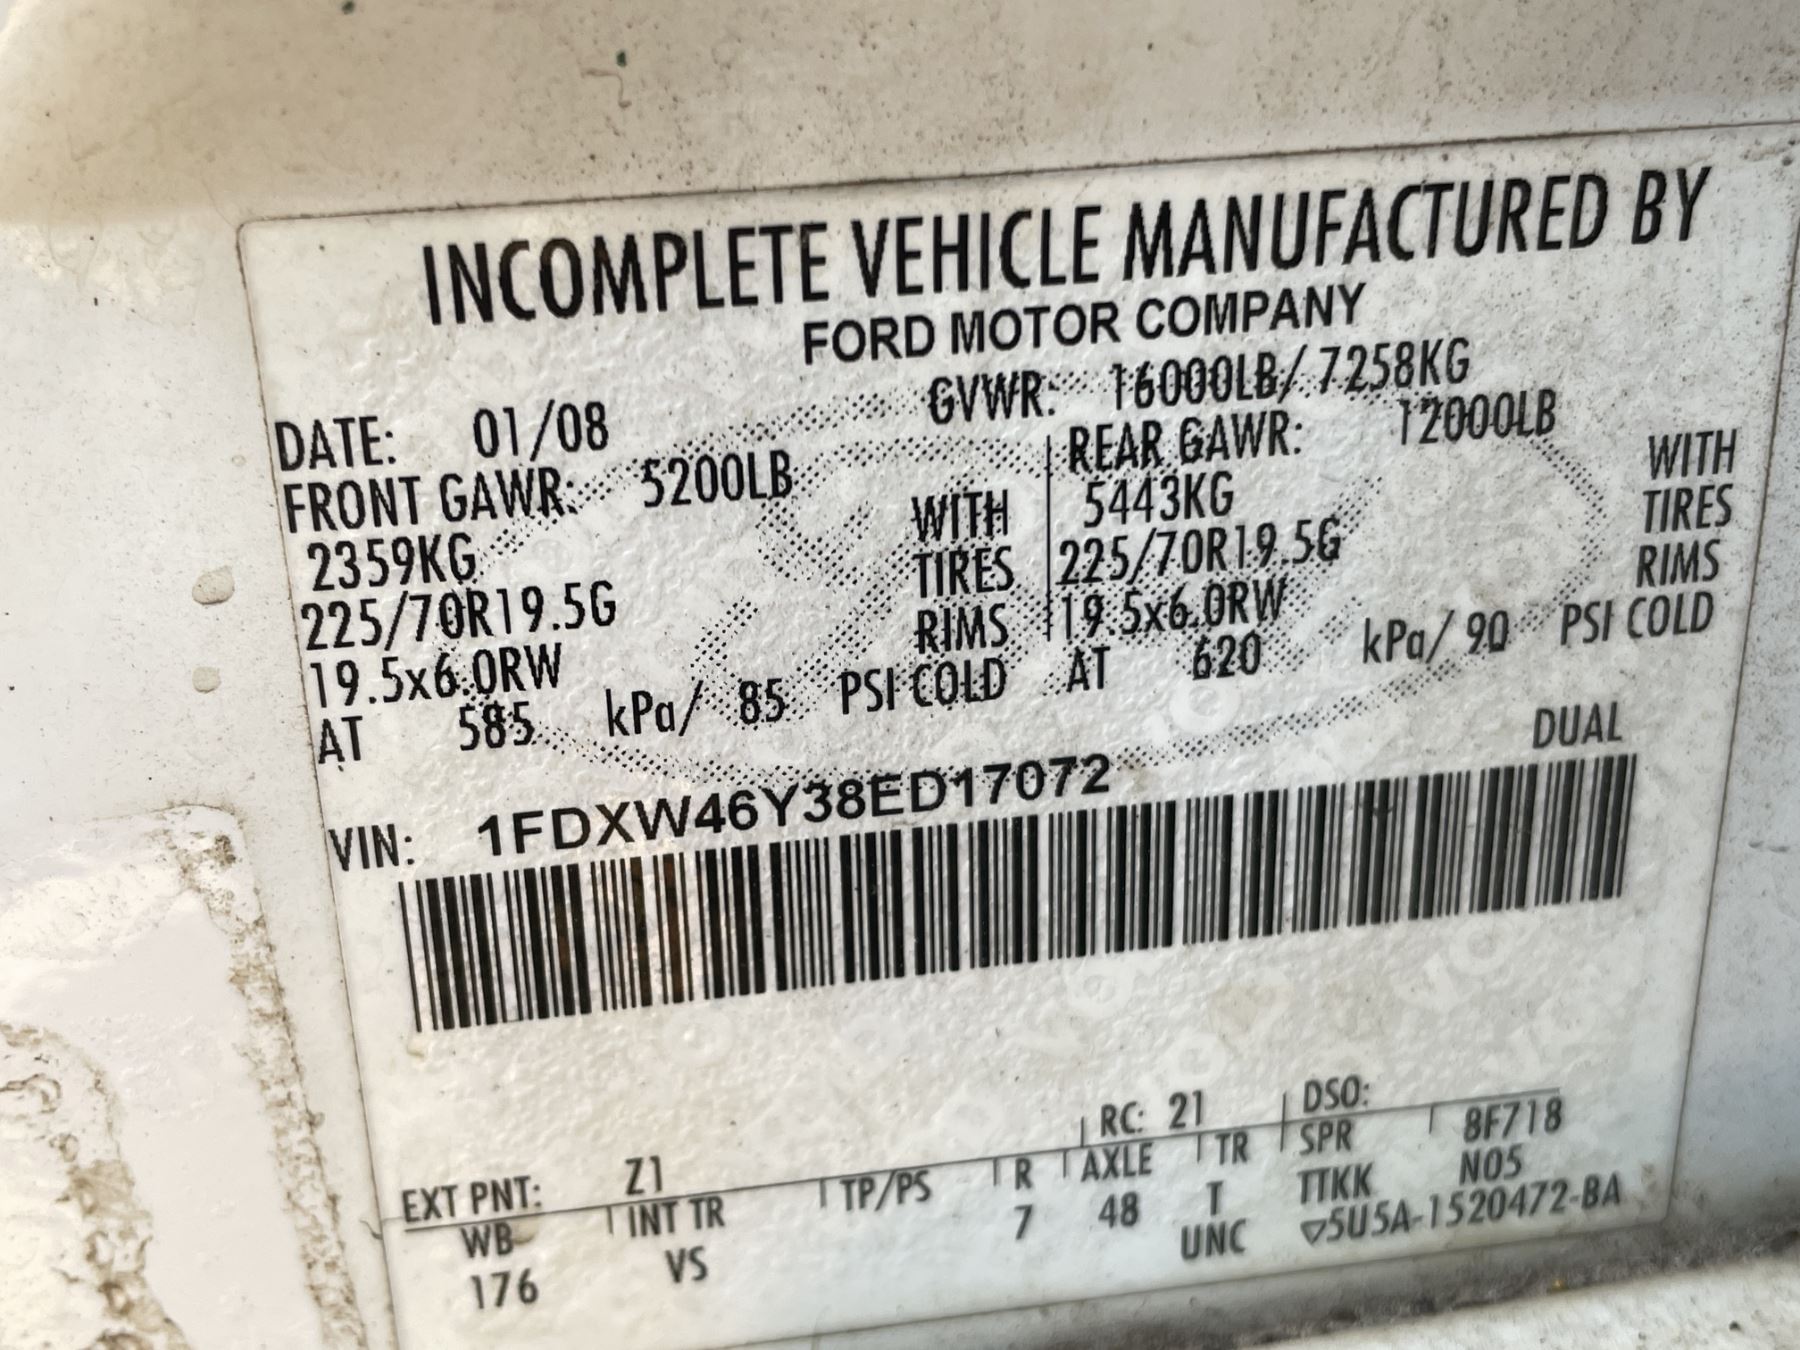 INCOMPLETE VEHICLE MANUFACTURED BY
FORD MOTOR COMPANY
DATE: 01/08 GVWR: 16000LB/ 7258KG
FRONT GAWR: 5200LB REAR GAWR: 12000LB
2359KG WITH 5443KG WITH
225/70R19.5G TIRES 225/70R19.5G TIRES
19.5x6.0RW RIMS 19.5x6.0RW RIMS
AT 585 kPa/ 85 PSI COLD AT 620 kPa/ 90 PSI COLD
DUAL
VIN: 1FDXW46Y38ED17072
EXT PNT: Z1 RC: 21 DSO:
WB INT TR TP/PS R AXLE TR SPR 8F718
176 VS 7 48 T TTKK N05
UNC ▽5U5A-1520472-BA